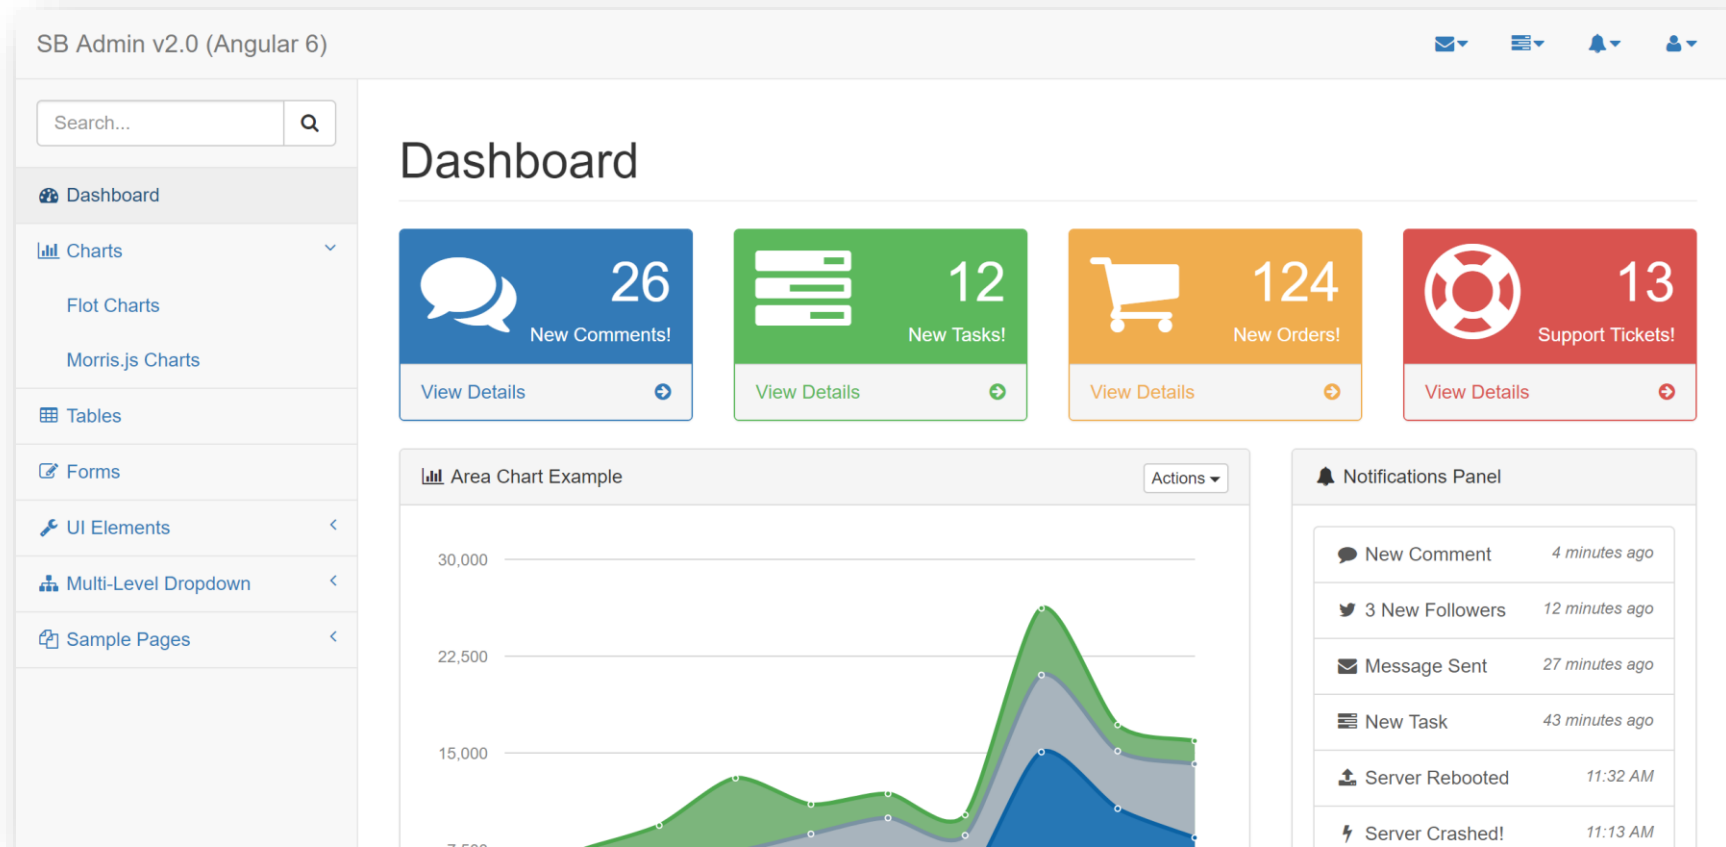 SB Admin v2.0 (Angular 6)
Search...
Dashboard
Charts
Flot Charts
Morris.js Charts
Tables
Forms
UI Elements
Multi-Level Dropdown
Sample Pages
Dashboard
26
New Comments!
View Details
12
New Tasks!
View Details
124
New Orders!
View Details
13
Support Tickets!
View Details
Area Chart Example
Actions
30,000
22,500
15,000
7,500
Notifications Panel
New Comment 4 minutes ago
3 New Followers 12 minutes ago
Message Sent 27 minutes ago
New Task 43 minutes ago
Server Rebooted 11:32 AM
Server Crashed! 11:13 AM